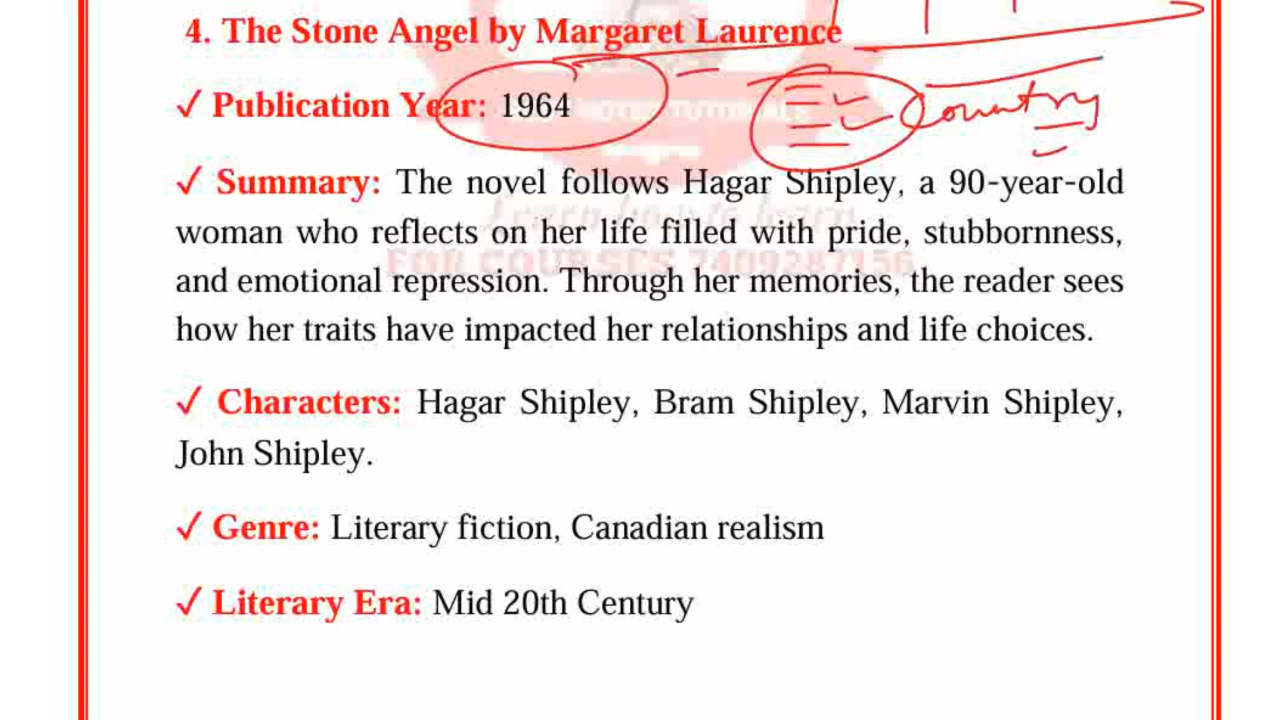 4. The Stone Angel by Margaret Laurence
✓ Publication Year: 1964
Country
✓ Summary: The novel follows Hagar Shipley, a 90-year-old
woman who reflects on her life filled with pride, stubbornness,
FOR COURSES 7409287156
and emotional repression. Through her memories, the reader sees
how her traits have impacted her relationships and life choices.
✓ Characters: Hagar Shipley, Bram Shipley, Marvin Shipley,
John Shipley.
✓ Genre: Literary fiction, Canadian realism
✓ Literary Era: Mid 20th Century